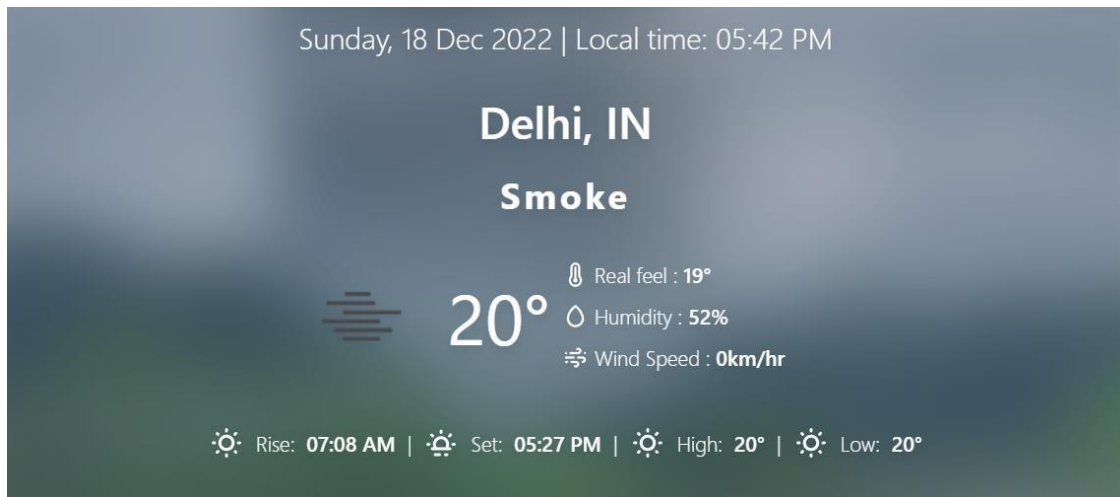 Sunday, 18 Dec 2022 | Local time: 05:42 PM
Delhi, IN
Smoke
20°
Real feel : 19°
Humidity : 52%
Wind Speed : 0km/hr
Rise: 07:08 AM | Set: 05:27 PM | High: 20° | Low: 20°